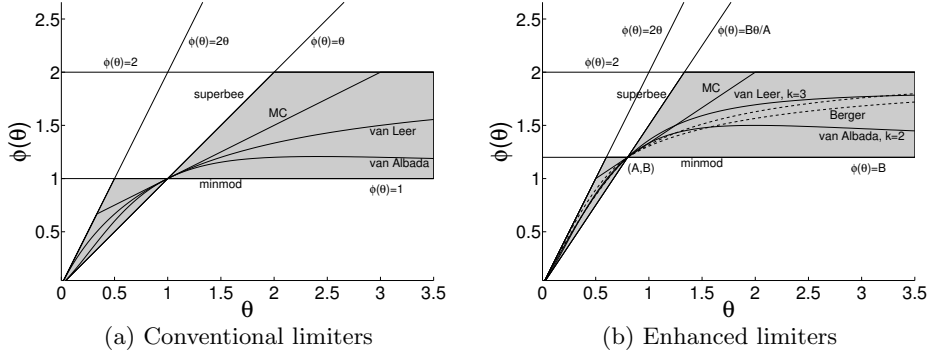 2.5
2
1.5
1
0.5
0
0.5
1
1.5
2
2.5
3
3.5
θ
ϕ(θ)
ϕ(θ)=2θ
ϕ(θ)=θ
ϕ(θ)=2
superbee
MC
van Leer
van Albada
minmod
ϕ(θ)=1
(a) Conventional limiters
2.5
2
1.5
1
0.5
0
0.5
1
1.5
2
2.5
3
3.5
θ
ϕ(θ)
ϕ(θ)=2θ
ϕ(θ)=Bθ/A
ϕ(θ)=2
superbee
MC
van Leer, k=3
Berger
van Albada, k=2
minmod
(A,B)
ϕ(θ)=B
(b) Enhanced limiters